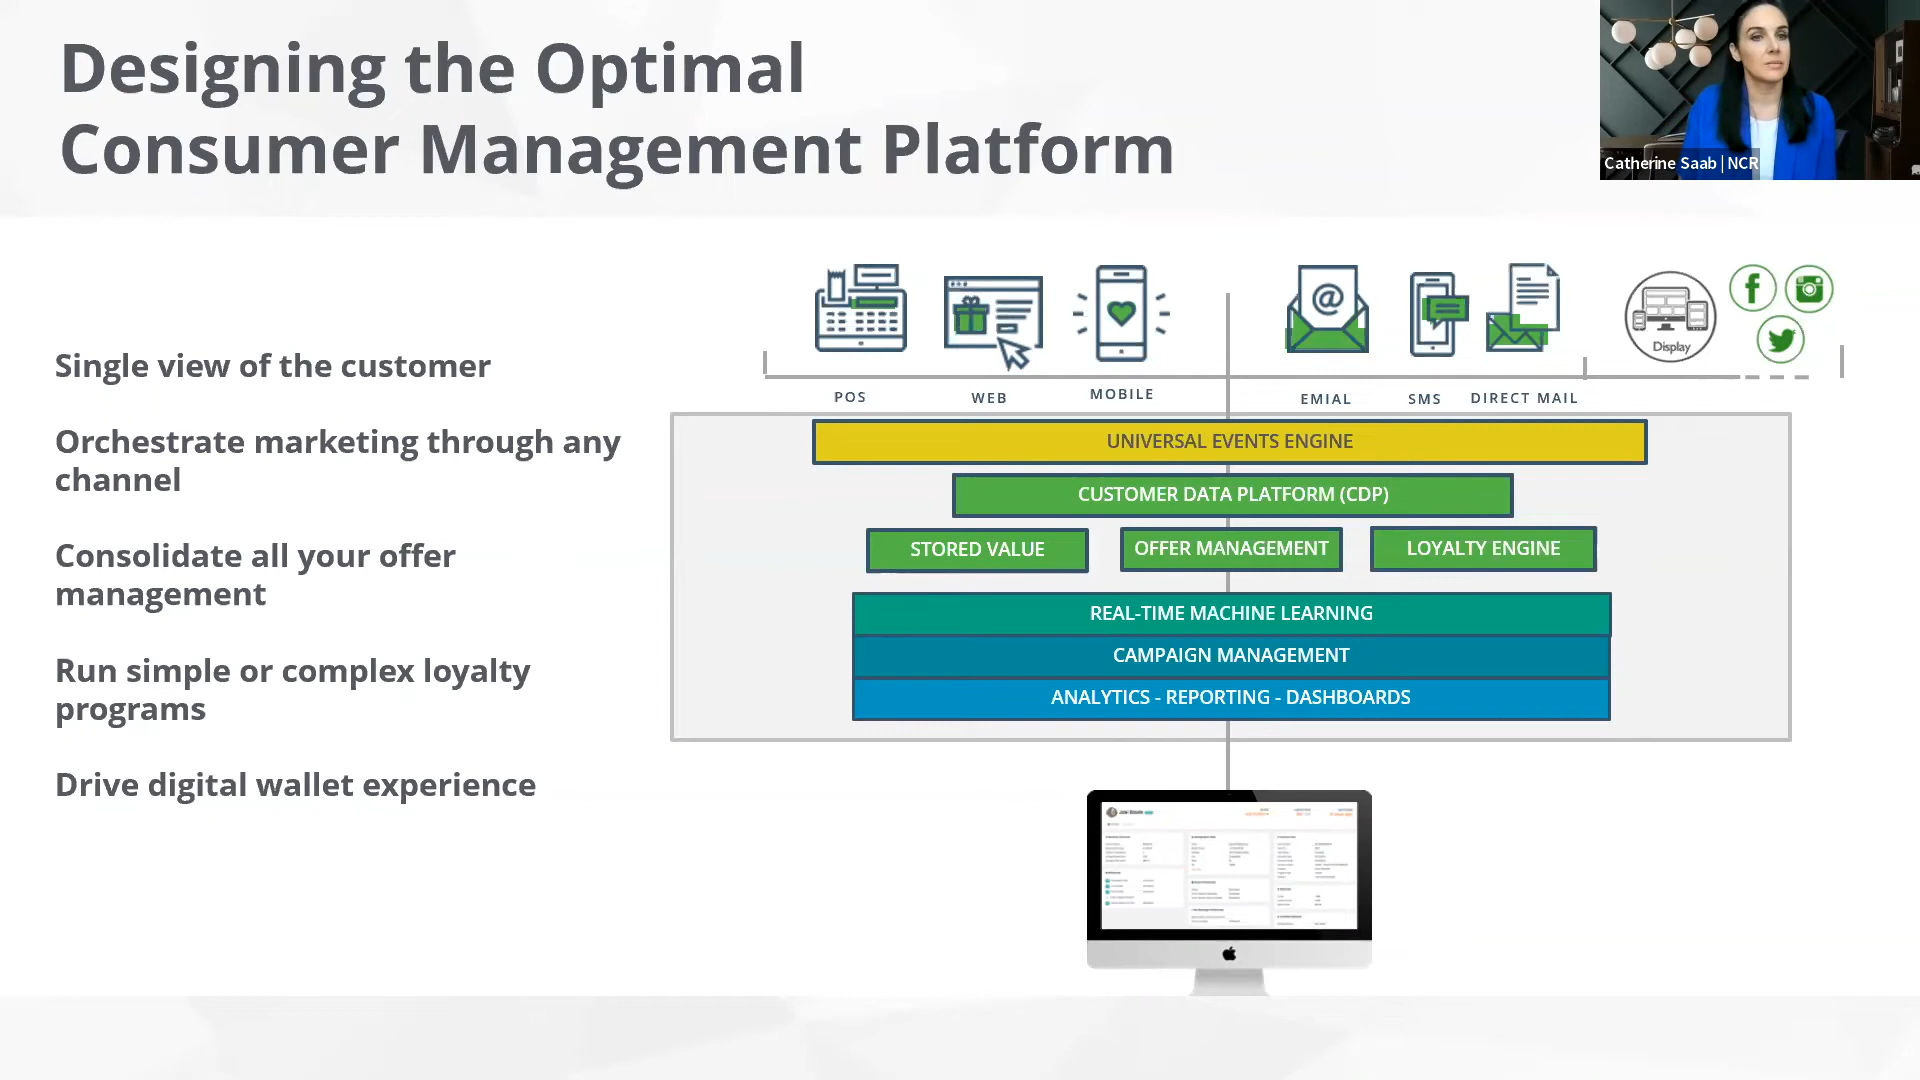 Designing the Optimal
Consumer Management Platform
Catherine Saab | NCR
Single view of the customer
Orchestrate marketing through any
channel
Consolidate all your offer
management
Run simple or complex loyalty
programs
Drive digital wallet experience
Display
POS
WEB
MOBILE
EMIAL
SMS
DIRECT MAIL
UNIVERSAL EVENTS ENGINE
CUSTOMER DATA PLATFORM (CDP)
STORED VALUE
OFFER MANAGEMENT
LOYALTY ENGINE
REAL-TIME MACHINE LEARNING
CAMPAIGN MANAGEMENT
ANALYTICS - REPORTING - DASHBOARDS